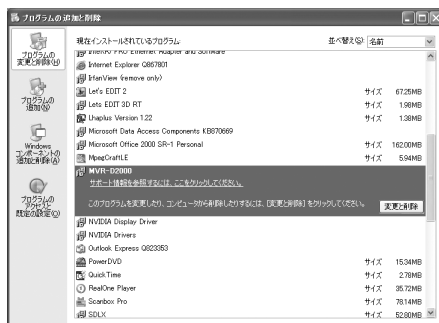 プログラムの追加と削除
プログラムの
変更と削除(H)
プログラムの
追加(N)
Windows
コンポーネントの
追加と削除(A)
プログラムの
アクセスと
既定の設定(O)
現在インストールされているプログラム:
並べ替え(S): 名前
Intel(R) PRO Ethernet Adapter and Software
Internet Explorer Q867801
IrfanView (remove only)
Let's EDIT 2 サイズ 67.25MB
Lets EDIT 3D RT サイズ 1.98MB
Lhaplus Version 1.22 サイズ 1.38MB
Microsoft Data Access Components KB870669
Microsoft Office 2000 SR-1 Personal サイズ 162.00MB
MpegCraftLE サイズ 5.94MB
MVR-D2000
サポート情報を参照するには、ここをクリックしてください。
このプログラムを変更したり、コンピュータから削除したりするには、[変更と削除] をクリックしてください。 変更と削除
NVIDIA Display Driver
NVIDIA Drivers
Outlook Express Q823353
PowerDVD サイズ 15.34MB
QuickTime サイズ 2.78MB
RealOne Player サイズ 35.72MB
Scanbox Pro サイズ 78.14MB
SDLX サイズ 52.80MB